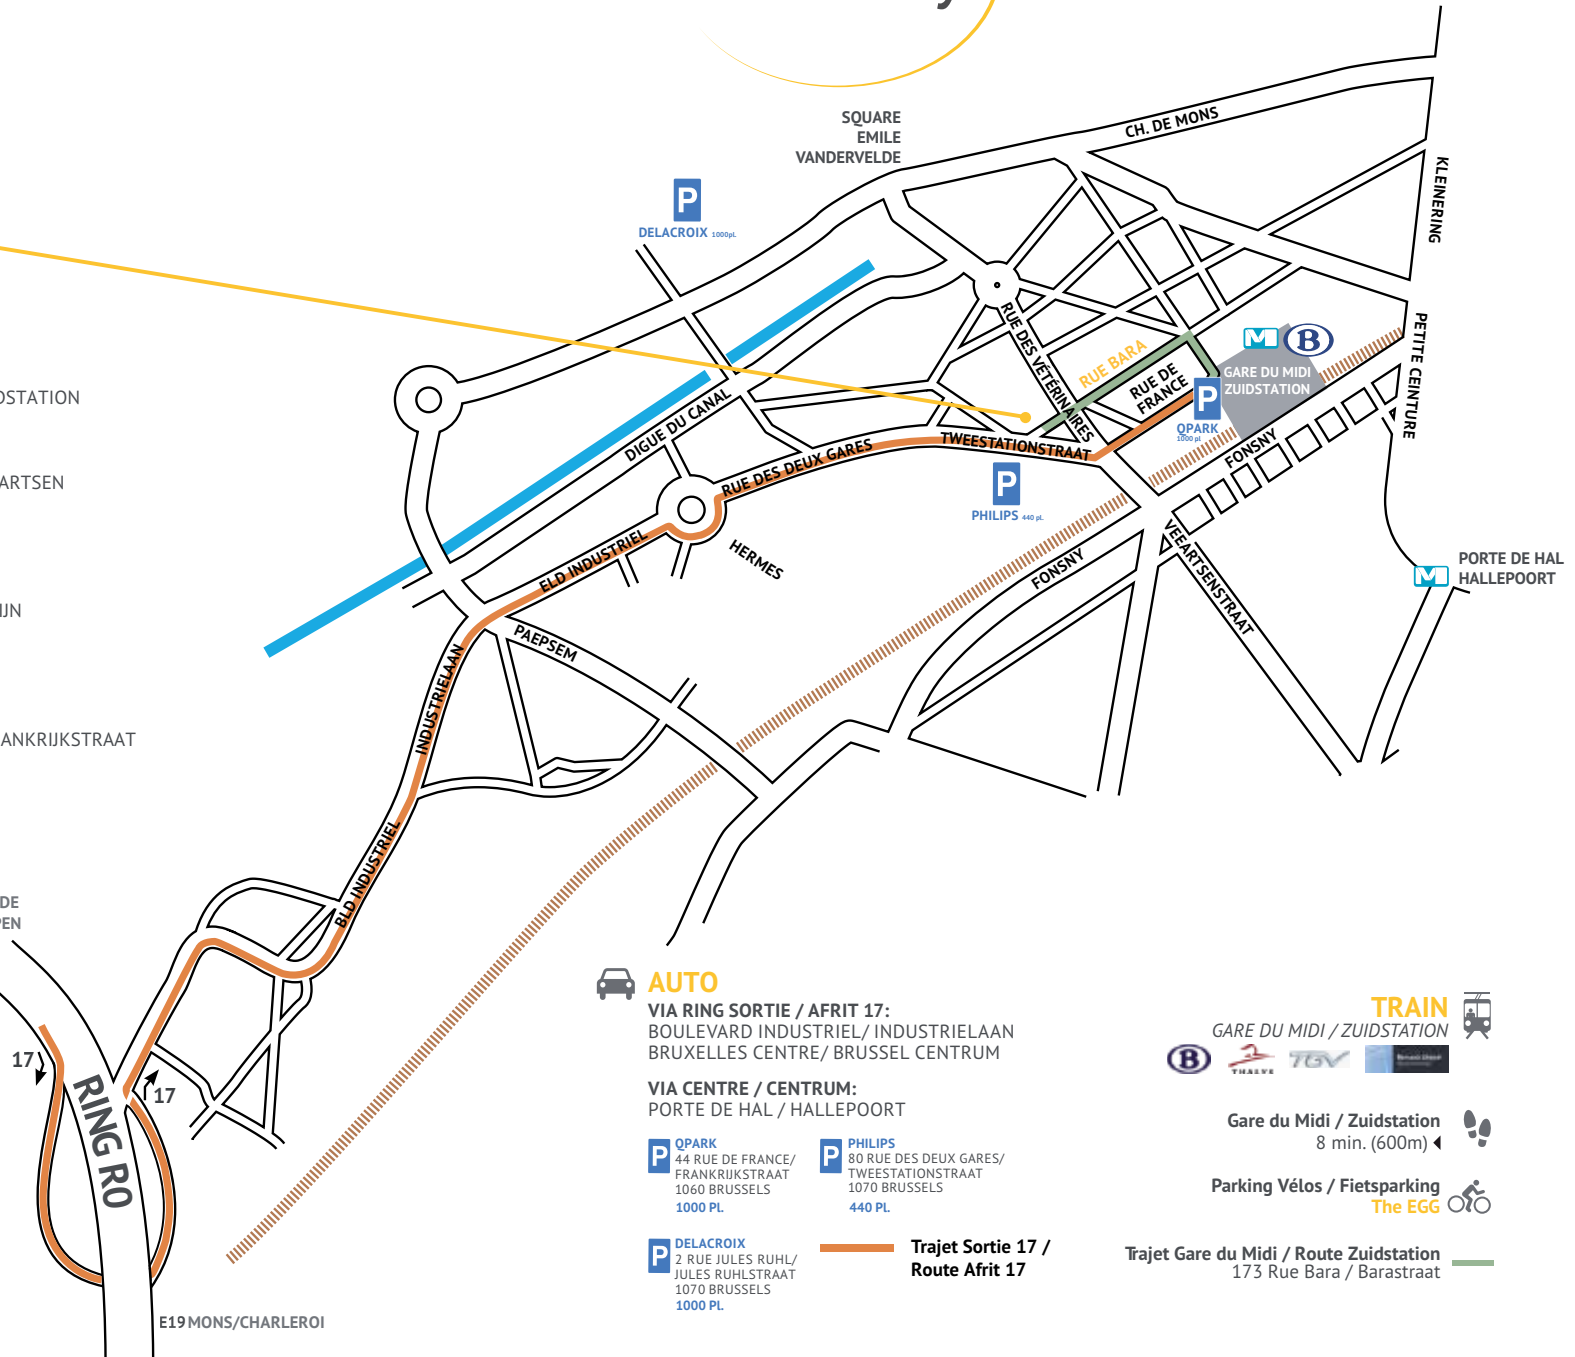 SQUARE
EMILE
VANDERVELDE
CH. DE MONS
KLEINERING
P
DELACROIX 1000pl.
RUE DES VÉTÉRINAIRES
RUE BARA
RUE DE
FRANCE
M
B
GARE DU MIDI
ZUIDSTATION
PETITE CEINTURE
P
QPARK
1000 pl
FONSNY
DIGUE DU CANAL
RUE DES DEUX GARES
TWEESTATIONSTRAAT
P
PHILIPS 440 pl.
HERMES
ELD INDUSTRIEL
FONSNY
VEEARTSENSTRAAT
M
PORTE DE HAL
HALLEPOORT
PAEPSEM
INDUSTRIELAAN
BLD INDUSTRIEL
DSTATION
ARTSEN
IJN
ANKRIJKSTRAAT
DE
PEN
17
17
RING R0
E19 MONS/CHARLEROI
AUTO
VIA RING SORTIE / AFRIT 17:
BOULEVARD INDUSTRIEL/ INDUSTRIELAAN
BRUXELLES CENTRE/ BRUSSEL CENTRUM
VIA CENTRE / CENTRUM:
PORTE DE HAL / HALLEPOORT
P
QPARK
44 RUE DE FRANCE/
FRANKRIJKSTRAAT
1060 BRUSSELS
1000 Pl.
P
PHILIPS
80 RUE DES DEUX GARES/
TWEESTATIONSTRAAT
1070 BRUSSELS
440 Pl.
P
DELACROIX
2 RUE JULES RUHL/
JULES RUHLSTRAAT
1070 BRUSSELS
1000 Pl.
Trajet Sortie 17 /
Route Afrit 17
TRAIN
GARE DU MIDI / ZUIDSTATION
B
THALYS
TGV
Gare du Midi / Zuidstation
8 min. (600m)
Parking Vélos / Fietsparking
The EGG
Trajet Gare du Midi / Route Zuidstation
173 Rue Bara / Barastraat